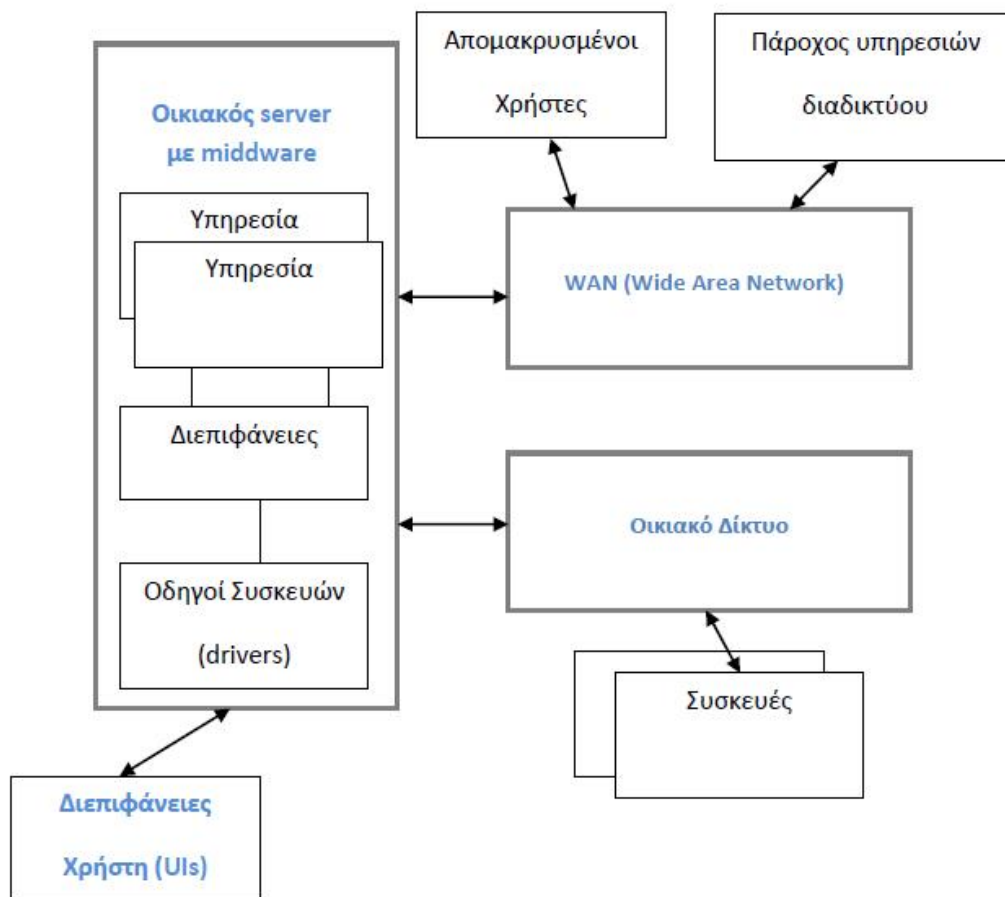 Απομακρυσμένοι
Χρήστες
Πάροχος υπηρεσιών
διαδικτύου
Οικιακός server
με middware
Υπηρεσία
Υπηρεσία
WAN (Wide Area Network)
Διεπιφάνειες
Οικιακό Δίκτυο
Οδηγοί Συσκευών
(drivers)
Συσκευές
Διεπιφάνειες
Χρήστη (UIs)